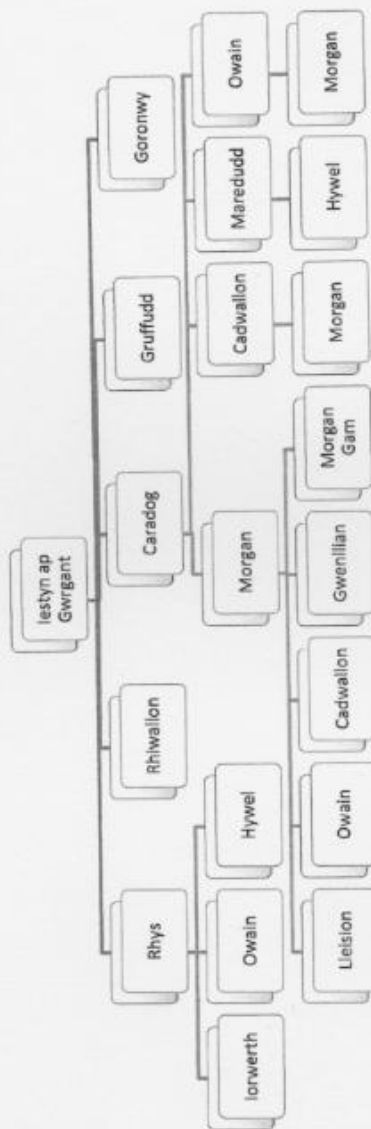 Iestyn ap
Gwrgant
Rhys
Rhiwallon
Caradog
Gruffudd
Goronwy
Iorwerth
Owain
Hywel
Morgan
Cadwallon
Maredudd
Owain
Lleision
Owain
Cadwallon
Gwenllian
Morgan
Gam
Morgan
Hywel
Morgan